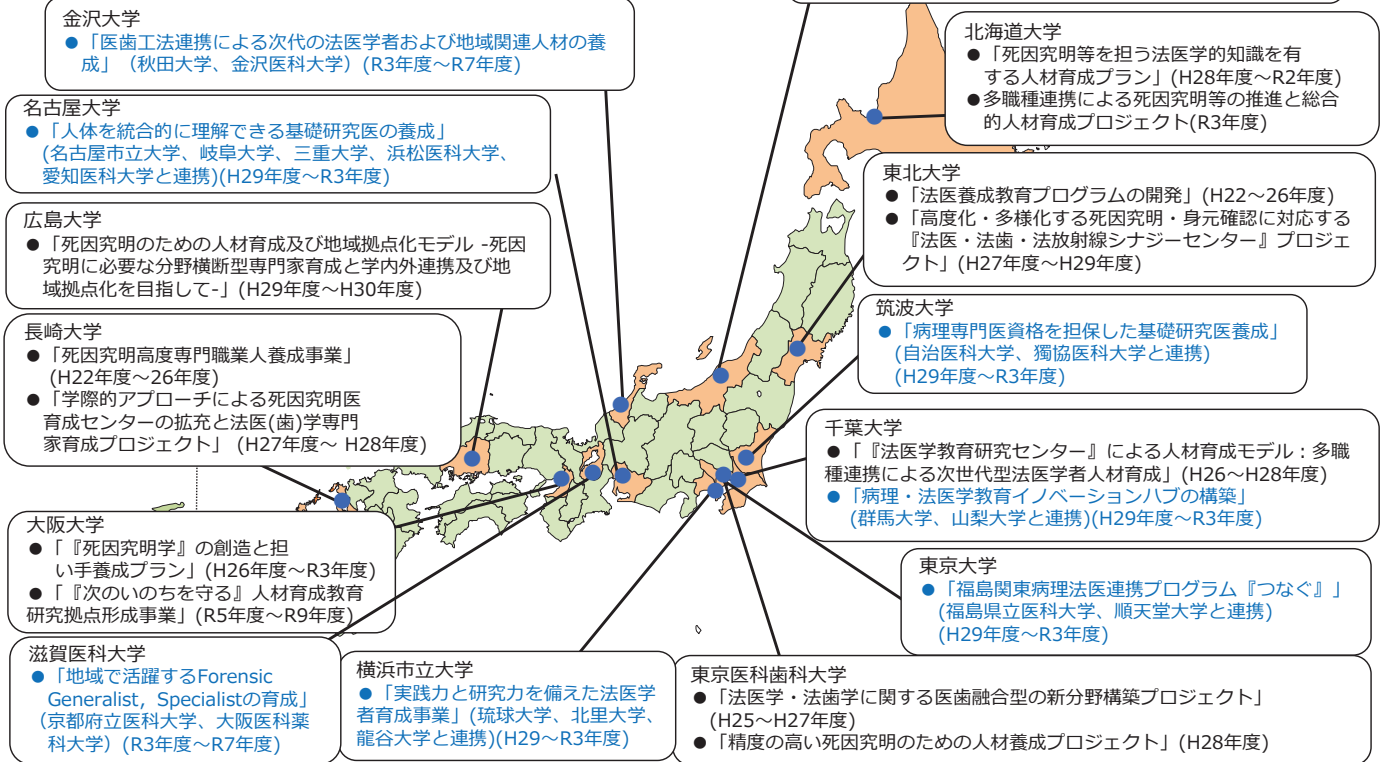 金沢大学
●「医歯工法連携による次代の法医学者および地域関連人材の養
成」（秋田大学、金沢医科大学）(R3年度～R7年度)
名古屋大学
●「人体を統合的に理解できる基礎研究医の養成」
(名古屋市立大学、岐阜大学、三重大学、浜松医科大学、
愛知医科大学と連携)(H29年度～R3年度)
広島大学
●「死因究明のための人材育成及び地域拠点化モデル -死因
究明に必要な分野横断型専門家育成と学内外連携及び地
域拠点化を目指して-」(H29年度～H30年度)
長崎大学
●「死因究明高度専門職業人養成事業」
(H22年度～26年度)
●「学際的アプローチによる死因究明医
育成センターの拡充と法医(歯)学専門
家育成プロジェクト」 (H27年度～ H28年度)
大阪大学
●「『死因究明学』の創造と担
い手養成プラン」(H26年度～R3年度)
●「『次のいのちを守る』人材育成教育
研究拠点形成事業」(R5年度～R9年度)
滋賀医科大学
●「地域で活躍するForensic
Generalist，Specialistの育成」
（京都府立医科大学、大阪医科薬
科大学）(R3年度～R7年度)
横浜市立大学
●「実践力と研究力を備えた法医学
者育成事業」(琉球大学、北里大学、
龍谷大学と連携)(H29～R3年度)
北海道大学
●「死因究明等を担う法医学的知識を有
する人材育成プラン」(H28年度～R2年度)
●多職種連携による死因究明等の推進と総合
的人材育成プロジェクト(R3年度)
東北大学
●「法医養成教育プログラムの開発」(H22～26年度)
●「高度化・多様化する死因究明・身元確認に対応する
『法医・法歯・法放射線シナジーセンター』プロジェ
クト」(H27年度～H29年度)
筑波大学
●「病理専門医資格を担保した基礎研究医養成」
(自治医科大学、獨協医科大学と連携)
(H29年度～R3年度)
千葉大学
●「『法医学教育研究センター』による人材育成モデル：多職
種連携による次世代型法医学者人材育成」(H26～H28年度)
●「病理・法医学教育イノベーションハブの構築」
(群馬大学、山梨大学と連携)(H29年度～R3年度)
東京大学
●「福島関東病理法医連携プログラム『つなぐ』」
(福島県立医科大学、順天堂大学と連携)
(H29年度～R3年度)
東京医科歯科大学
●「法医学・法歯学に関する医歯融合型の新分野構築プロジェクト」
(H25～H27年度)
●「精度の高い死因究明のための人材養成プロジェクト」(H28年度)